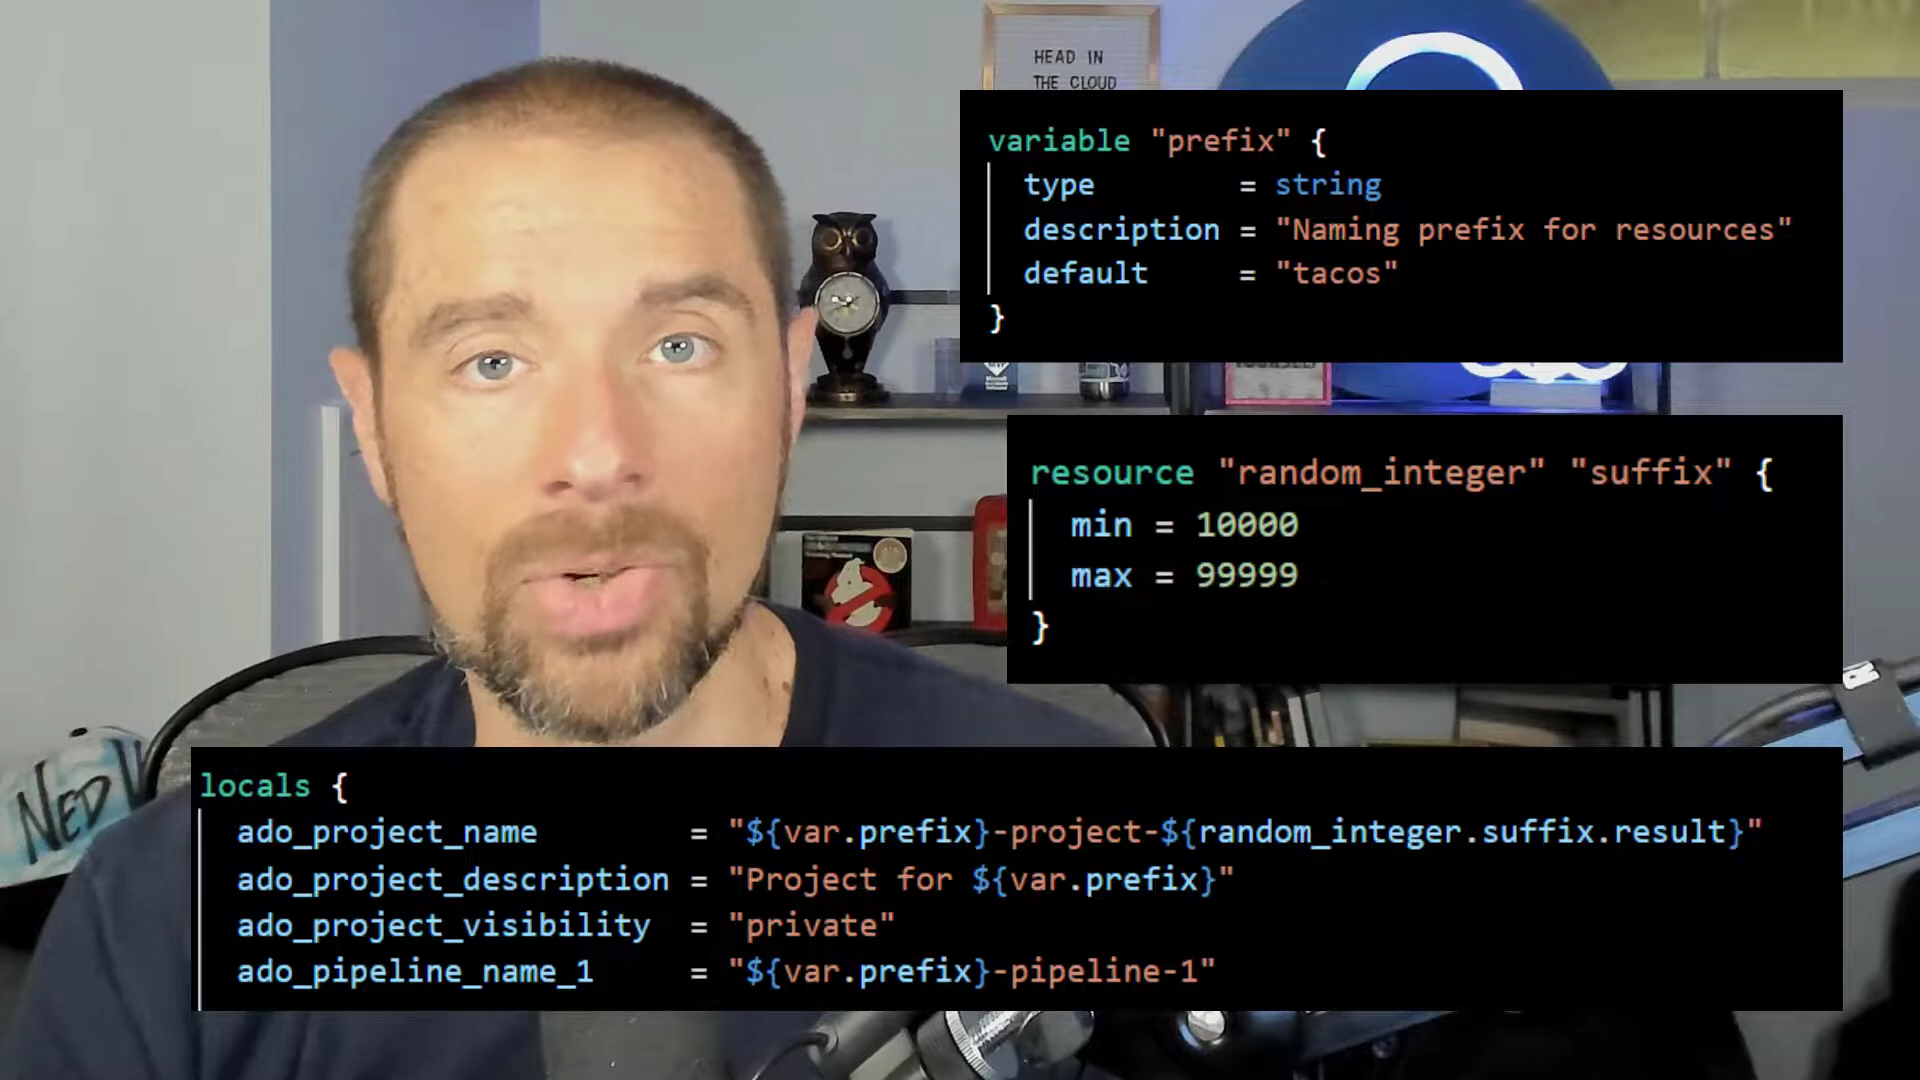 HEAD IN
THE CLOUD
variable "prefix" {
type = string
description = "Naming prefix for resources"
default = "tacos"
}
resource "random_integer" "suffix" {
min = 10000
max = 99999
}
NED
locals {
ado_project_name = "${var.prefix}-project-${random_integer.suffix.result}"
ado_project_description = "Project for ${var.prefix}"
ado_project_visibility = "private"
ado_pipeline_name_1 = "${var.prefix}-pipeline-1"